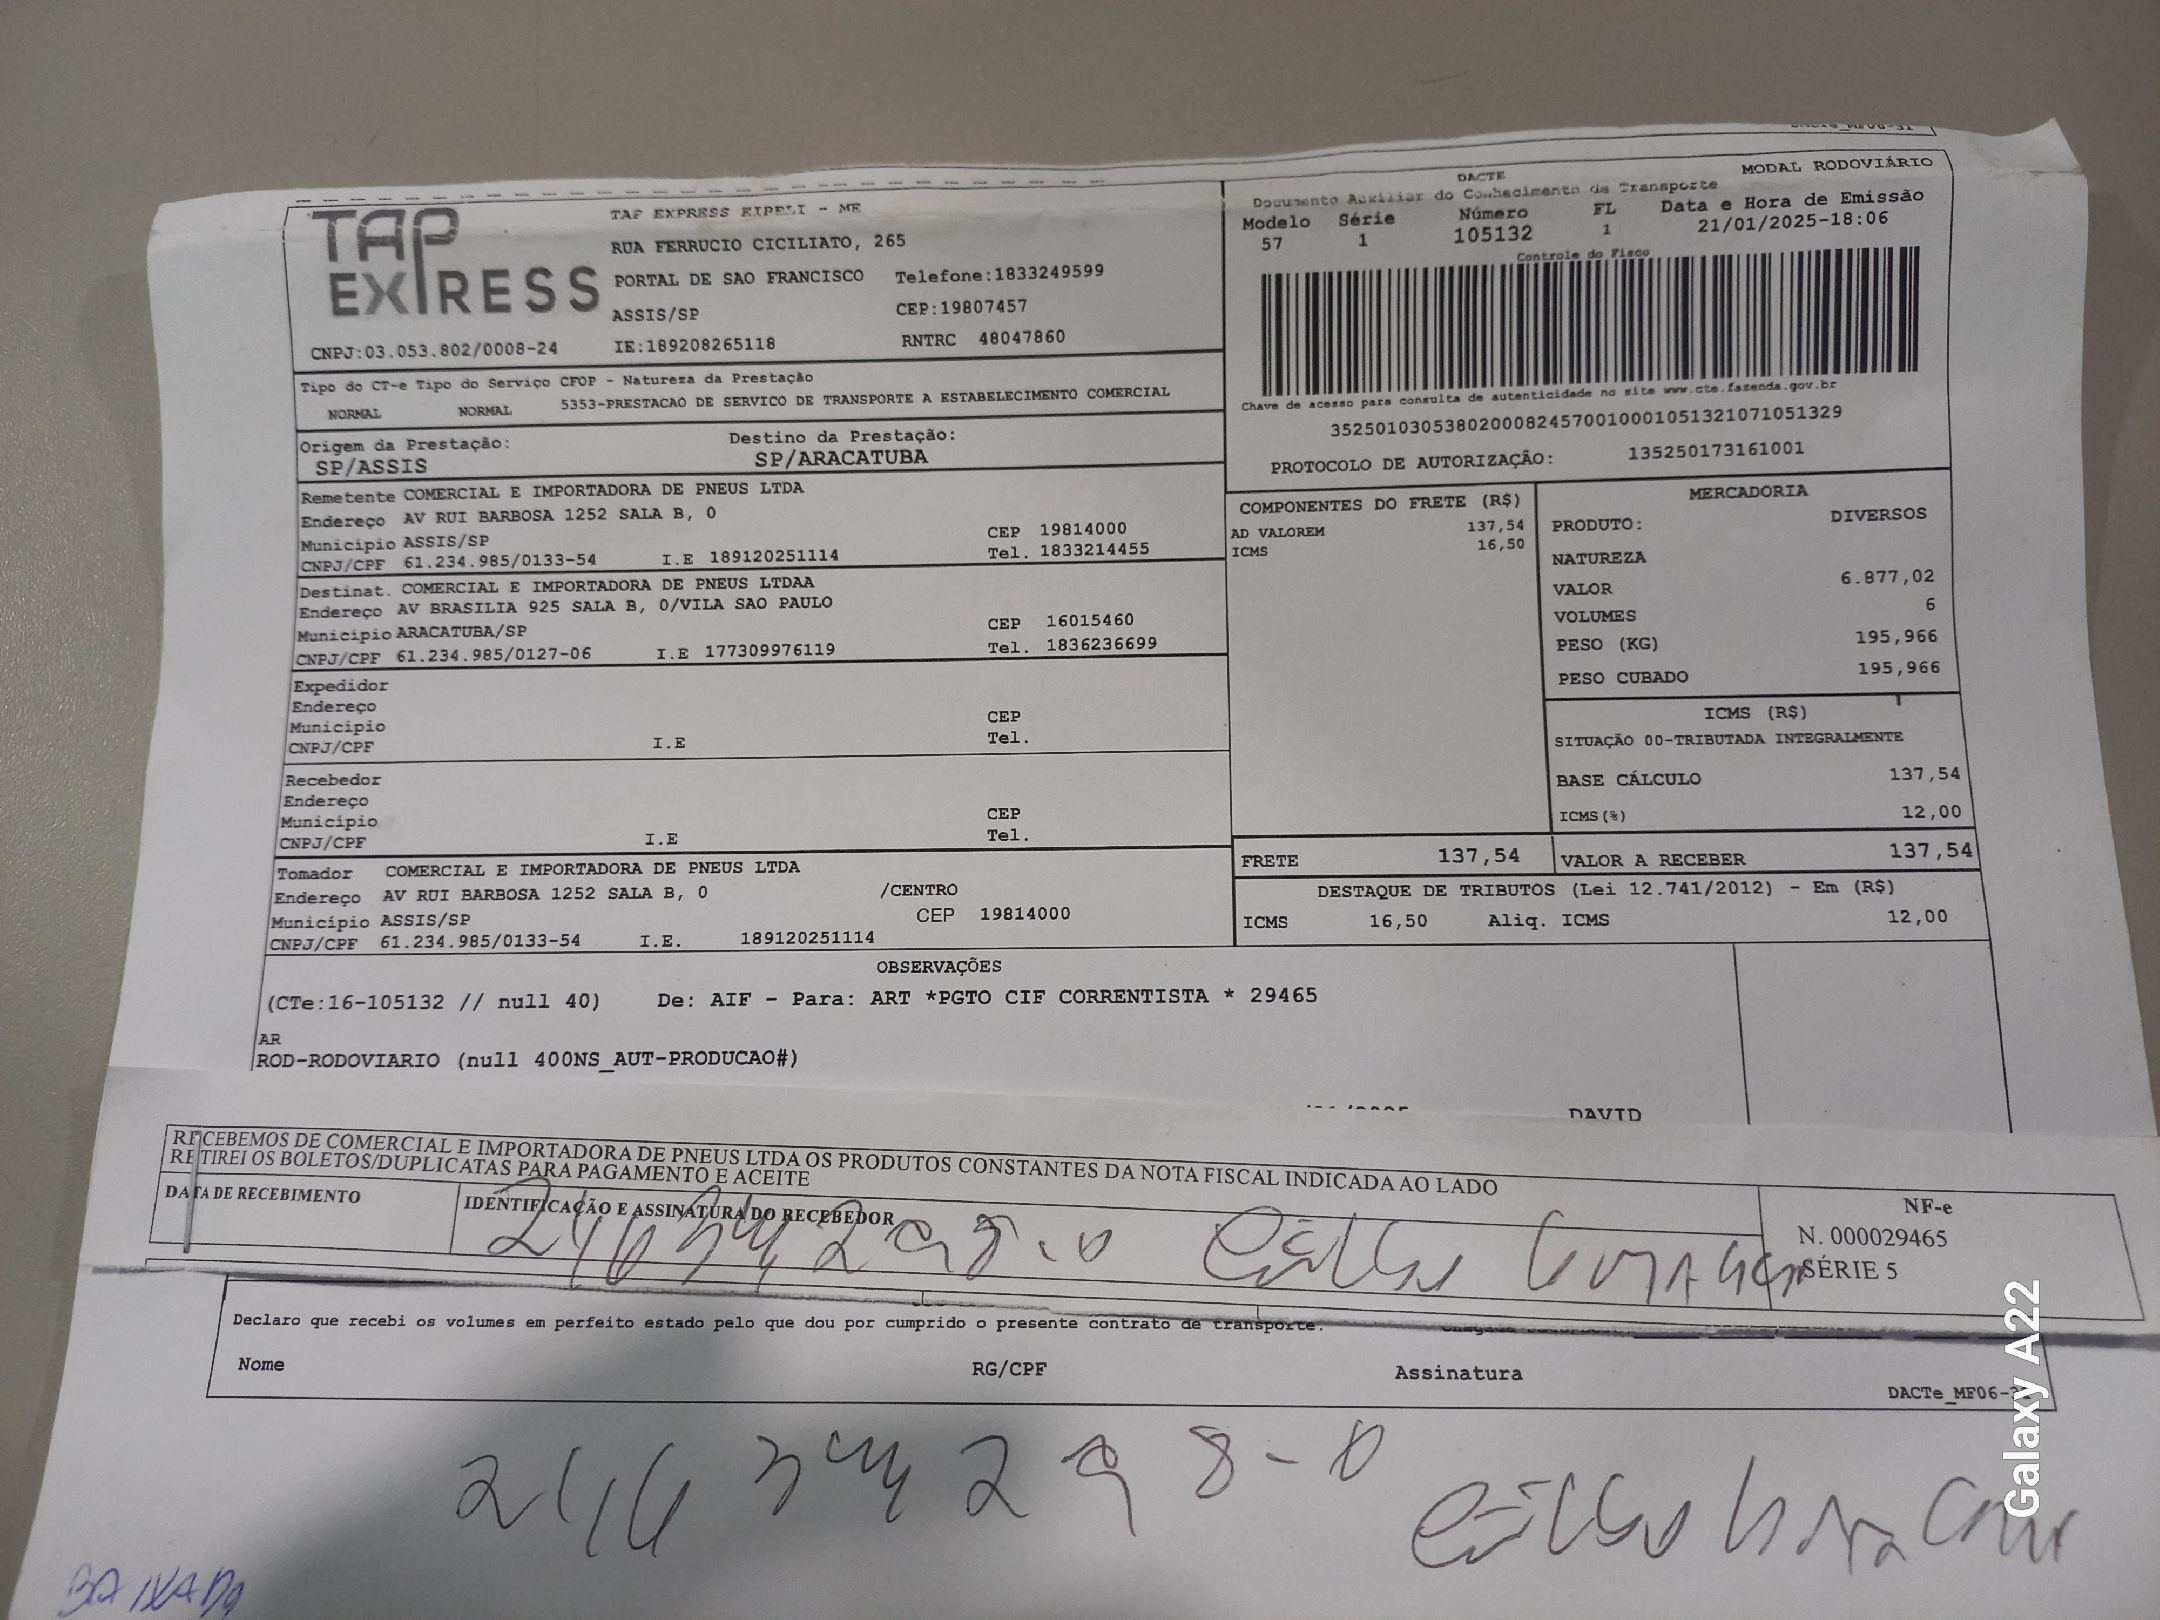 TAP
EXPRESS
CNPJ:03.053.802/0008-24
TAP EXPRESS EIRELI - ME
RUA FERRUCIO CICILIATO, 265
PORTAL DE SAO FRANCISCO Telefone:1833249599
ASSIS/SP CEP:19807457
IE:189208265118 RNTRC 48047860
DACTE MODAL RODOVIÁRIO
Documento Auxiliar do Conhecimento de Transporte
Modelo Série Número FL Data e Hora de Emissão
57 1 105132 1 21/01/2025-18:06
Controle do Fisco
Chave de acesso para consulta de autenticidade no site www.cte.fazenda.gov.br
35250103053802000824570010001051321071051329
PROTOCOLO DE AUTORIZAÇÃO: 135250173161001
Tipo do CT-e Tipo do Serviço CFOP - Natureza da Prestação
NORMAL NORMAL 5353-PRESTACAO DE SERVICO DE TRANSPORTE A ESTABELECIMENTO COMERCIAL
Origem da Prestação: Destino da Prestação:
SP/ASSIS SP/ARACATUBA
Remetente COMERCIAL E IMPORTADORA DE PNEUS LTDA
Endereço AV RUI BARBOSA 1252 SALA B, 0
Município ASSIS/SP CEP 19814000
CNPJ/CPF 61.234.985/0133-54 I.E 189120251114 Tel. 1833214455
Destinat. COMERCIAL E IMPORTADORA DE PNEUS LTDAA
Endereço AV BRASILIA 925 SALA B, 0/VILA SAO PAULO
Município ARACATUBA/SP CEP 16015460
CNPJ/CPF 61.234.985/0127-06 I.E 177309976119 Tel. 1836236699
Expedidor
Endereço
Município CEP
CNPJ/CPF I.E Tel.
Recebedor
Endereço
Município CEP
CNPJ/CPF I.E Tel.
Tomador COMERCIAL E IMPORTADORA DE PNEUS LTDA
Endereço AV RUI BARBOSA 1252 SALA B, 0 /CENTRO
Município ASSIS/SP CEP 19814000
CNPJ/CPF 61.234.985/0133-54 I.E. 189120251114
COMPONENTES DO FRETE (R$)
AD VALOREM 137,54
ICMS 16,50
MERCADORIA
PRODUTO: DIVERSOS
NATUREZA
VALOR 6.877,02
VOLUMES 6
PESO (KG) 195,966
PESO CUBADO 195,966
ICMS (R$)
SITUAÇÃO 00-TRIBUTADA INTEGRALMENTE
BASE CÁLCULO 137,54
ICMS(%) 12,00
FRETE 137,54 VALOR A RECEBER 137,54
DESTAQUE DE TRIBUTOS (Lei 12.741/2012) - Em (R$)
ICMS 16,50 Aliq. ICMS 12,00
OBSERVAÇÕES
(CTe:16-105132 // null 40) De: AIF - Para: ART *PGTO CIF CORRENTISTA * 29465
AR
ROD-RODOVIARIO (null 400NS_AUT-PRODUCAO#)
DAVID
RECEBEMOS DE COMERCIAL E IMPORTADORA DE PNEUS LTDA OS PRODUTOS CONSTANTES DA NOTA FISCAL INDICADA AO LADO
RETIREI OS BOLETOS/DUPLICATAS PARA PAGAMENTO E ACEITE
DATA DE RECEBIMENTO IDENTIFICAÇÃO E ASSINATURA DO RECEBEDOR
NF-e
N. 000029465
SÉRIE 5
Declaro que recebi os volumes em perfeito estado pelo que dou por cumprido o presente contrato de transporte.
Nome RG/CPF Assinatura
BAIXADA
Galaxy A22